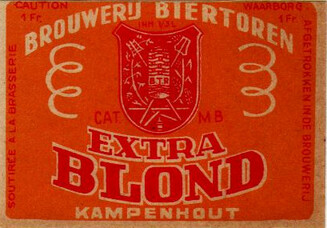 CAUTION
1 Fr.
WAARBORG
1 Fr.
BROUWERIJ BIERTOREN
INH. 1/3 L
CAT. M B
EXTRA
BLOND
KAMPENHOUT
SOUTIRÉE A LA BRASSERIE
AFGETROKKEN IN DE BROUWERIJ